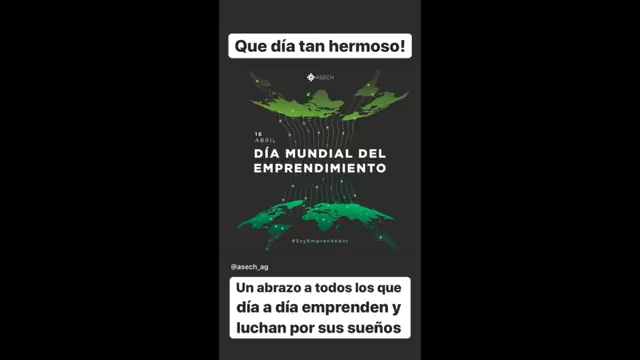 Que día tan hermoso!
ASECH
16
ABRIL
DÍA MUNDIAL DEL
EMPRENDIMIENTO
#SoyEmprendedor
@asech_ag
Un abrazo a todos los que
día a día emprenden y
luchan por sus sueños